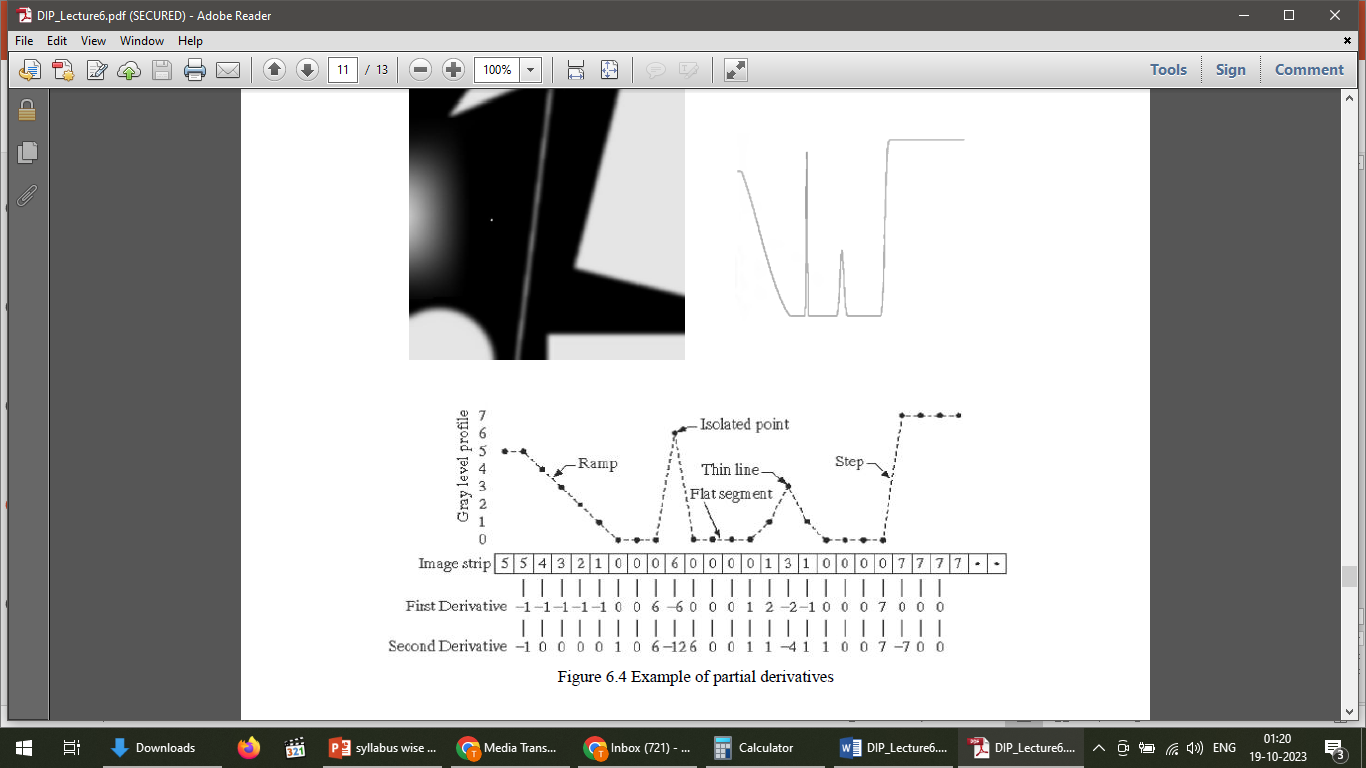 DIP_Lecture6.pdf (SECURED) - Adobe Reader
File Edit View Window Help
11 / 13 100% Tools Sign Comment
7
6
5
4
3
2
1
0
Gray level profile
Isolated point
Ramp
Thin line
Flat segment
Step
Image strip 5 5 4 3 2 1 0 0 0 6 0 0 0 0 1 3 1 0 0 0 0 7 7 7 7 • •
First Derivative −1 −1 −1 −1 −1 0 0 6 −6 0 0 0 1 2 −2 −1 0 0 0 7 0 0 0
Second Derivative −1 0 0 0 0 1 0 6 −12 6 0 0 1 1 −4 1 1 0 0 7 −7 0 0
Figure 6.4 Example of partial derivatives
Downloads 321 syllabus wise ... Media Trans... Inbox (721) - ... Calculator DIP_Lecture6.... DIP_Lecture6.... ENG 01:20
19-10-2023 3